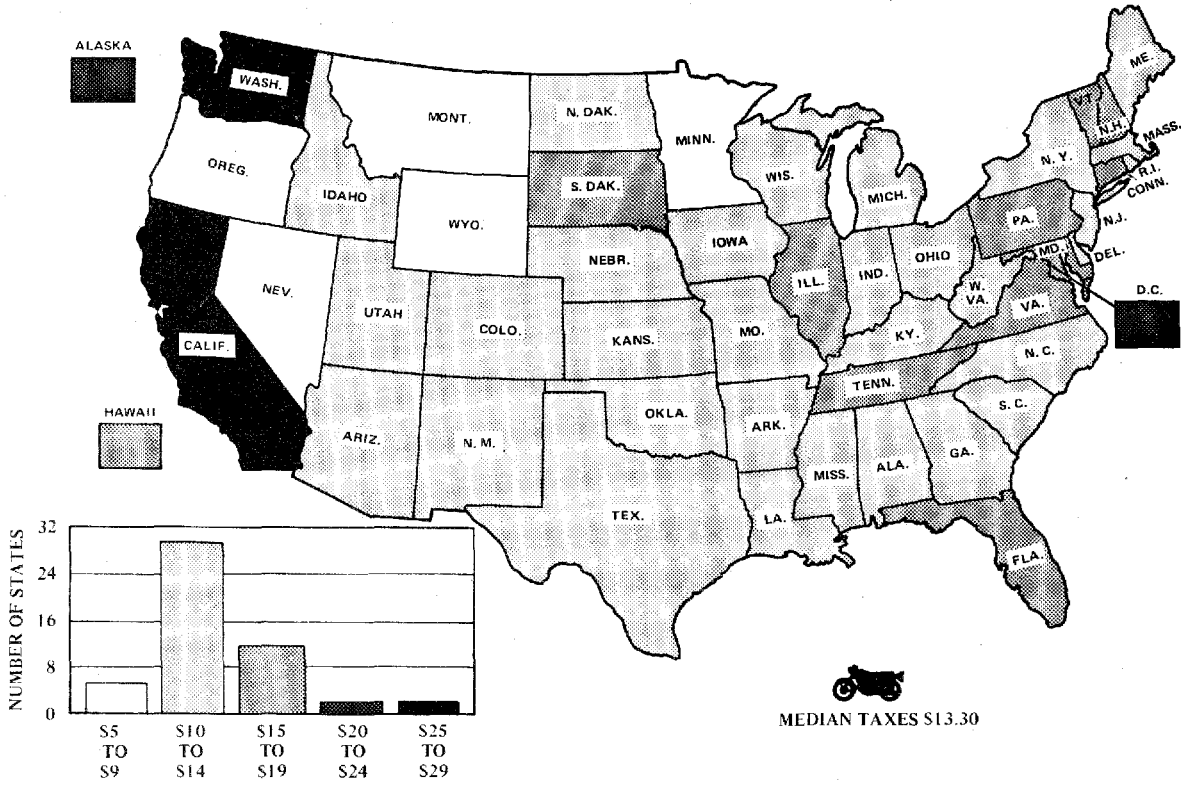 ALASKA
WASH.
MONT.
N. DAK.
MINN.
ME.
VT.
N.H.
MASS.
OREG.
IDAHO
S. DAK.
WIS.
MICH.
N. Y.
R.I.
CONN.
WYO.
IOWA
PA.
N.J.
NEBR.
ILL.
IND.
OHIO
MD.
DEL.
NEV.
UTAH
COLO.
W.
VA.
VA.
D.C.
CALIF.
KANS.
MO.
KY.
N. C.
TENN.
HAWAII
ARIZ.
N. M.
OKLA.
ARK.
S. C.
MISS.
ALA.
GA.
TEX.
LA.
FLA.
NUMBER OF STATES
32
24
16
8
0
$5 TO $9
$10 TO $14
$15 TO $19
$20 TO $24
$25 TO $29
MEDIAN TAXES $13.30